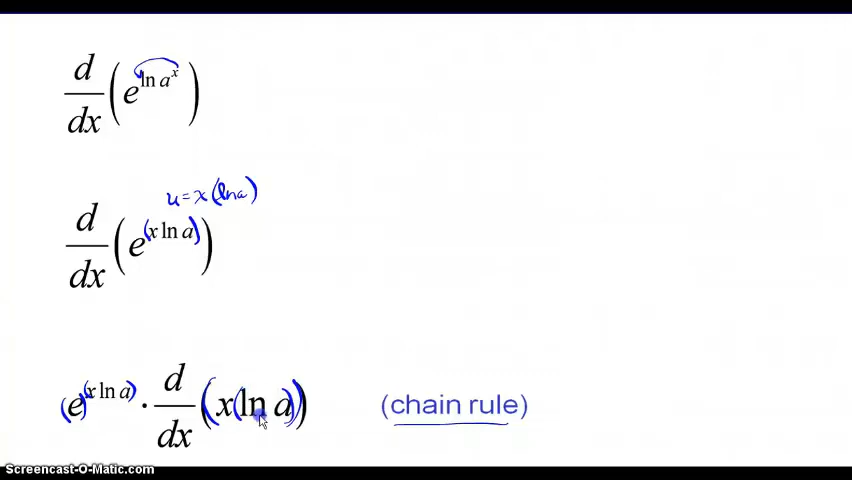 d/dx (e^(ln a^x))
u = x (ln a)
d/dx (e^(x ln a))
e^(x ln a) · d/dx (x (ln a)) (chain rule)
Screencast-O-Matic.com